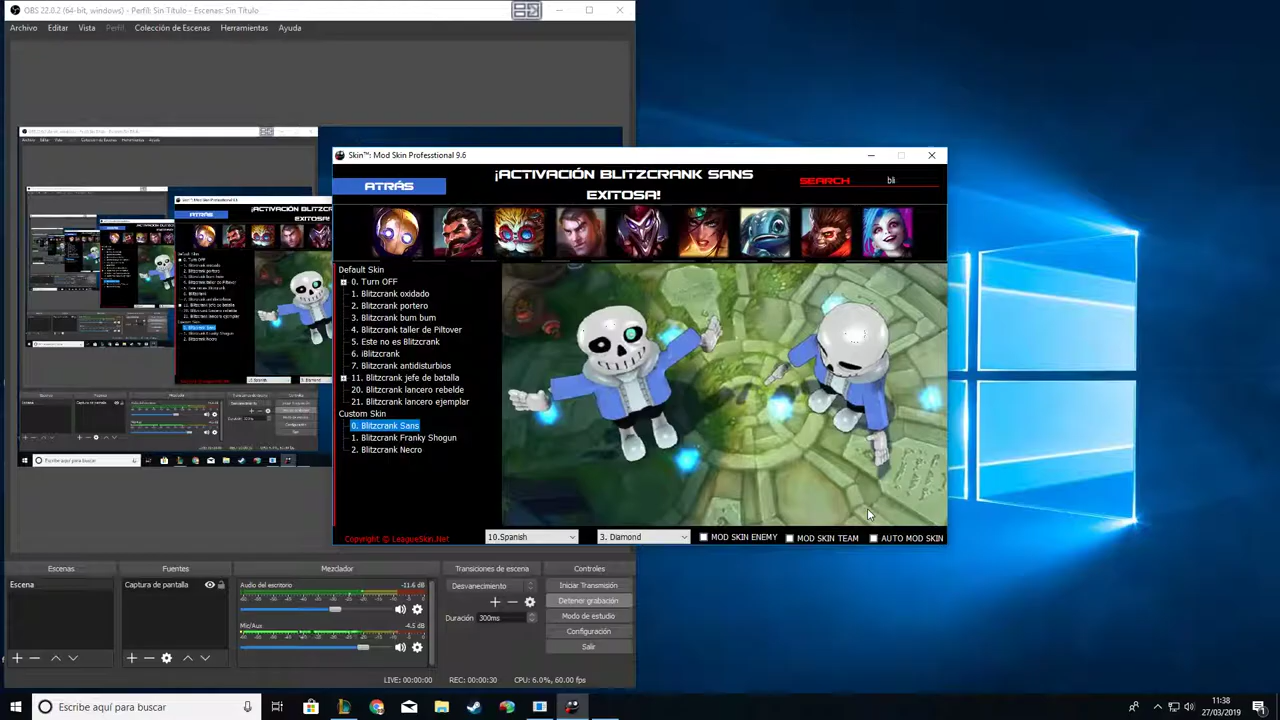 OBS 22.0.2 (64-bit, windows) - Perfil: Sin Título - Escenas: Sin Título
Archivo Editar Vista Perfil Colección de Escenas Herramientas Ayuda
Skin™: Mod Skin Professtional 9.6
ATRÁS
¡ACTIVACIÓN BLITZCRANK SANS
EXITOSA!
SEARCH bli
Default Skin
0. Turn OFF
1. Blitzcrank oxidado
2. Blitzcrank portero
3. Blitzcrank bum bum
4. Blitzcrank taller de Piltover
5. Este no es Blitzcrank
6. iBlitzcrank
7. Blitzcrank antidisturbios
11. Blitzcrank jefe de batalla
20. Blitzcrank lancero rebelde
21. Blitzcrank lancero ejemplar
Custom Skin
0. Blitzcrank Sans
1. Blitzcrank Franky Shogun
2. Blitzcrank Necro
Copyright © LeagueSkin.Net
10.Spanish
3. Diamond
MOD SKIN ENEMY
MOD SKIN TEAM
AUTO MOD SKIN
Escenas
Fuentes
Mezclador
Transiciones de escena
Controles
Escena
Captura de pantalla
Audio del escritorio -11.6 dB
Mic/Aux -4.5 dB
Desvanecimiento
Duración 300ms
Iniciar Transmisión
Detener grabación
Modo de estudio
Configuración
Salir
LIVE: 00:00:00 REC: 00:00:30 CPU: 6.0%, 60.00 fps
Escribe aquí para buscar
11:38
27/03/2019